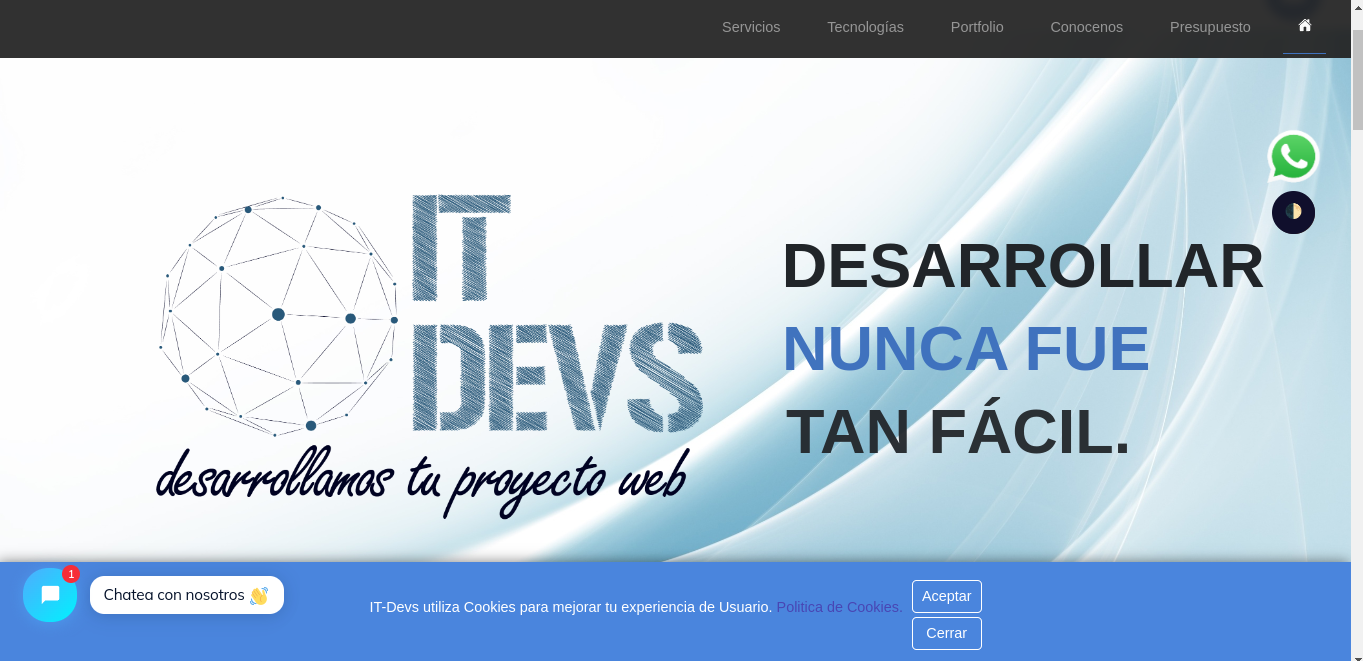 Servicios
Tecnologías
Portfolio
Conocenos
Presupuesto
IT
DEVS
desarrollamos tu proyecto web
DESARROLLAR
NUNCA FUE
TAN FÁCIL.
1
Chatea con nosotros 👋
IT-Devs utiliza Cookies para mejorar tu experiencia de Usuario. Politica de Cookies.
Aceptar
Cerrar